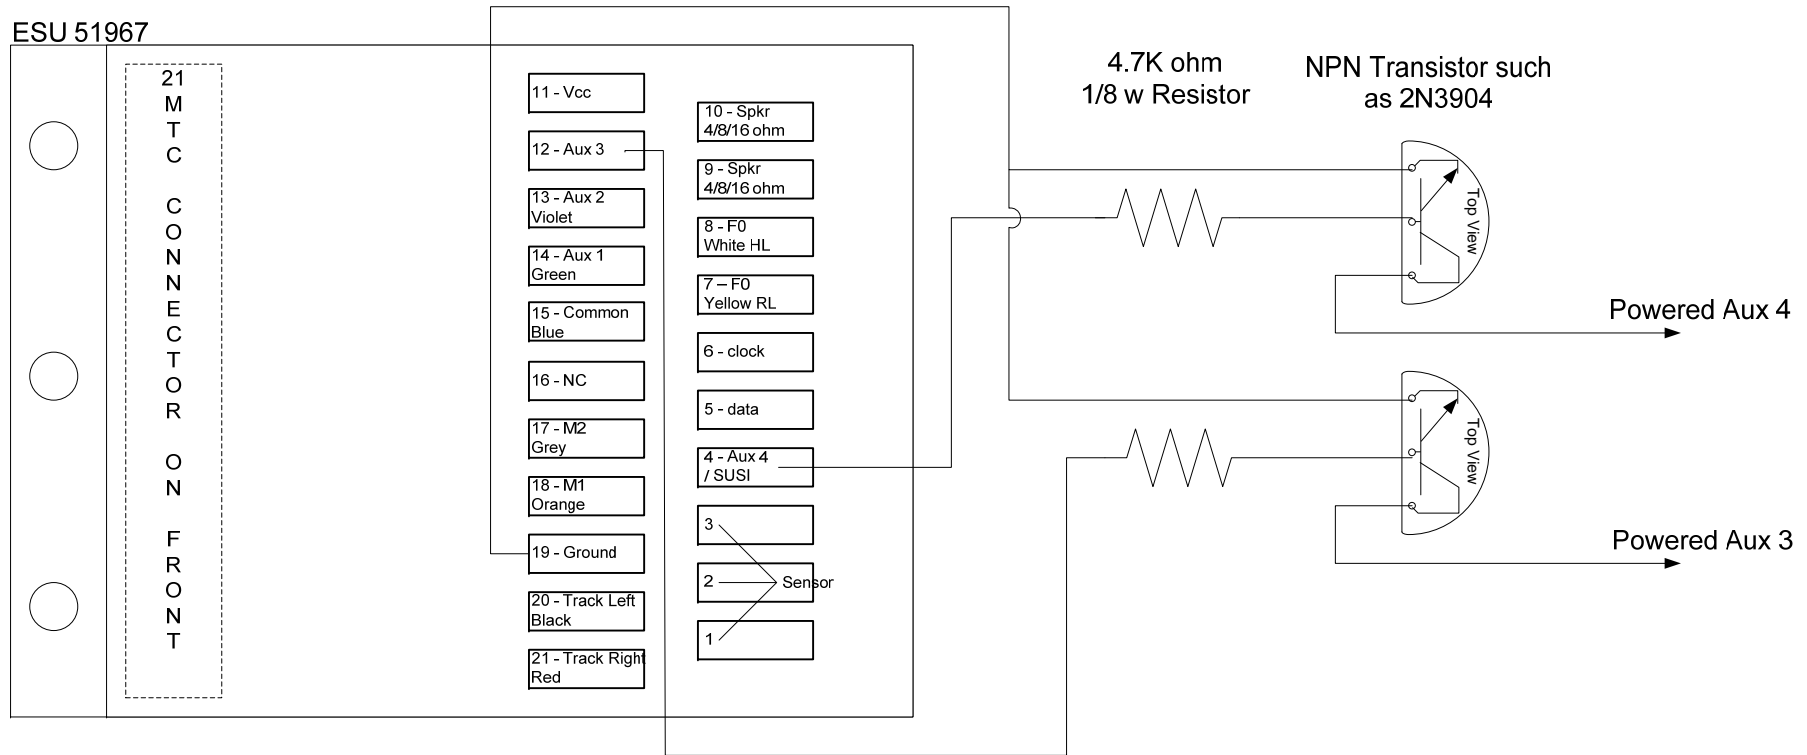 ESU 51967
21
M
T
C
C
O
N
N
E
C
T
O
R
O
N
F
R
O
N
T
11 - Vcc
12 - Aux 3
13 - Aux 2
Violet
14 - Aux 1
Green
15 - Common
Blue
16 - NC
17 - M2
Grey
18 - M1
Orange
19 - Ground
20 - Track Left
Black
21 - Track Right
Red
10 - Spkr
4/8/16 ohm
9 - Spkr
4/8/16 ohm
8 - F0
White HL
7 – F0
Yellow RL
6 - clock
5 - data
4 - Aux 4
/ SUSI
3
2
1
Sensor
4.7K ohm
1/8 w Resistor
NPN Transistor such
as 2N3904
Top View
Powered Aux 4
Top View
Powered Aux 3